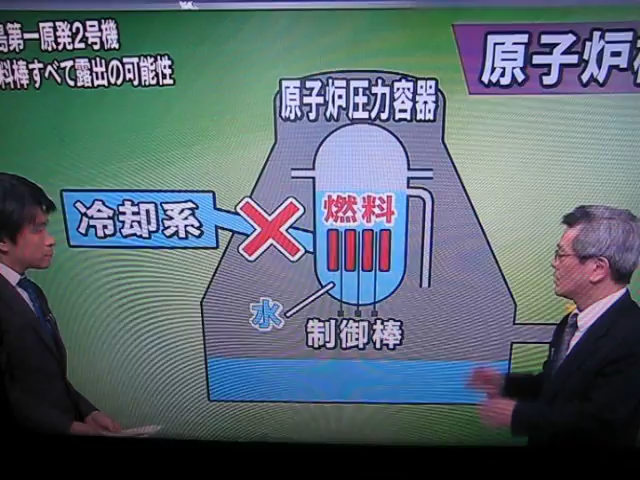 島第一原発2号機
料棒すべて露出の可能性
原子炉
原子炉圧力容器
冷却系
燃料
水
制御棒